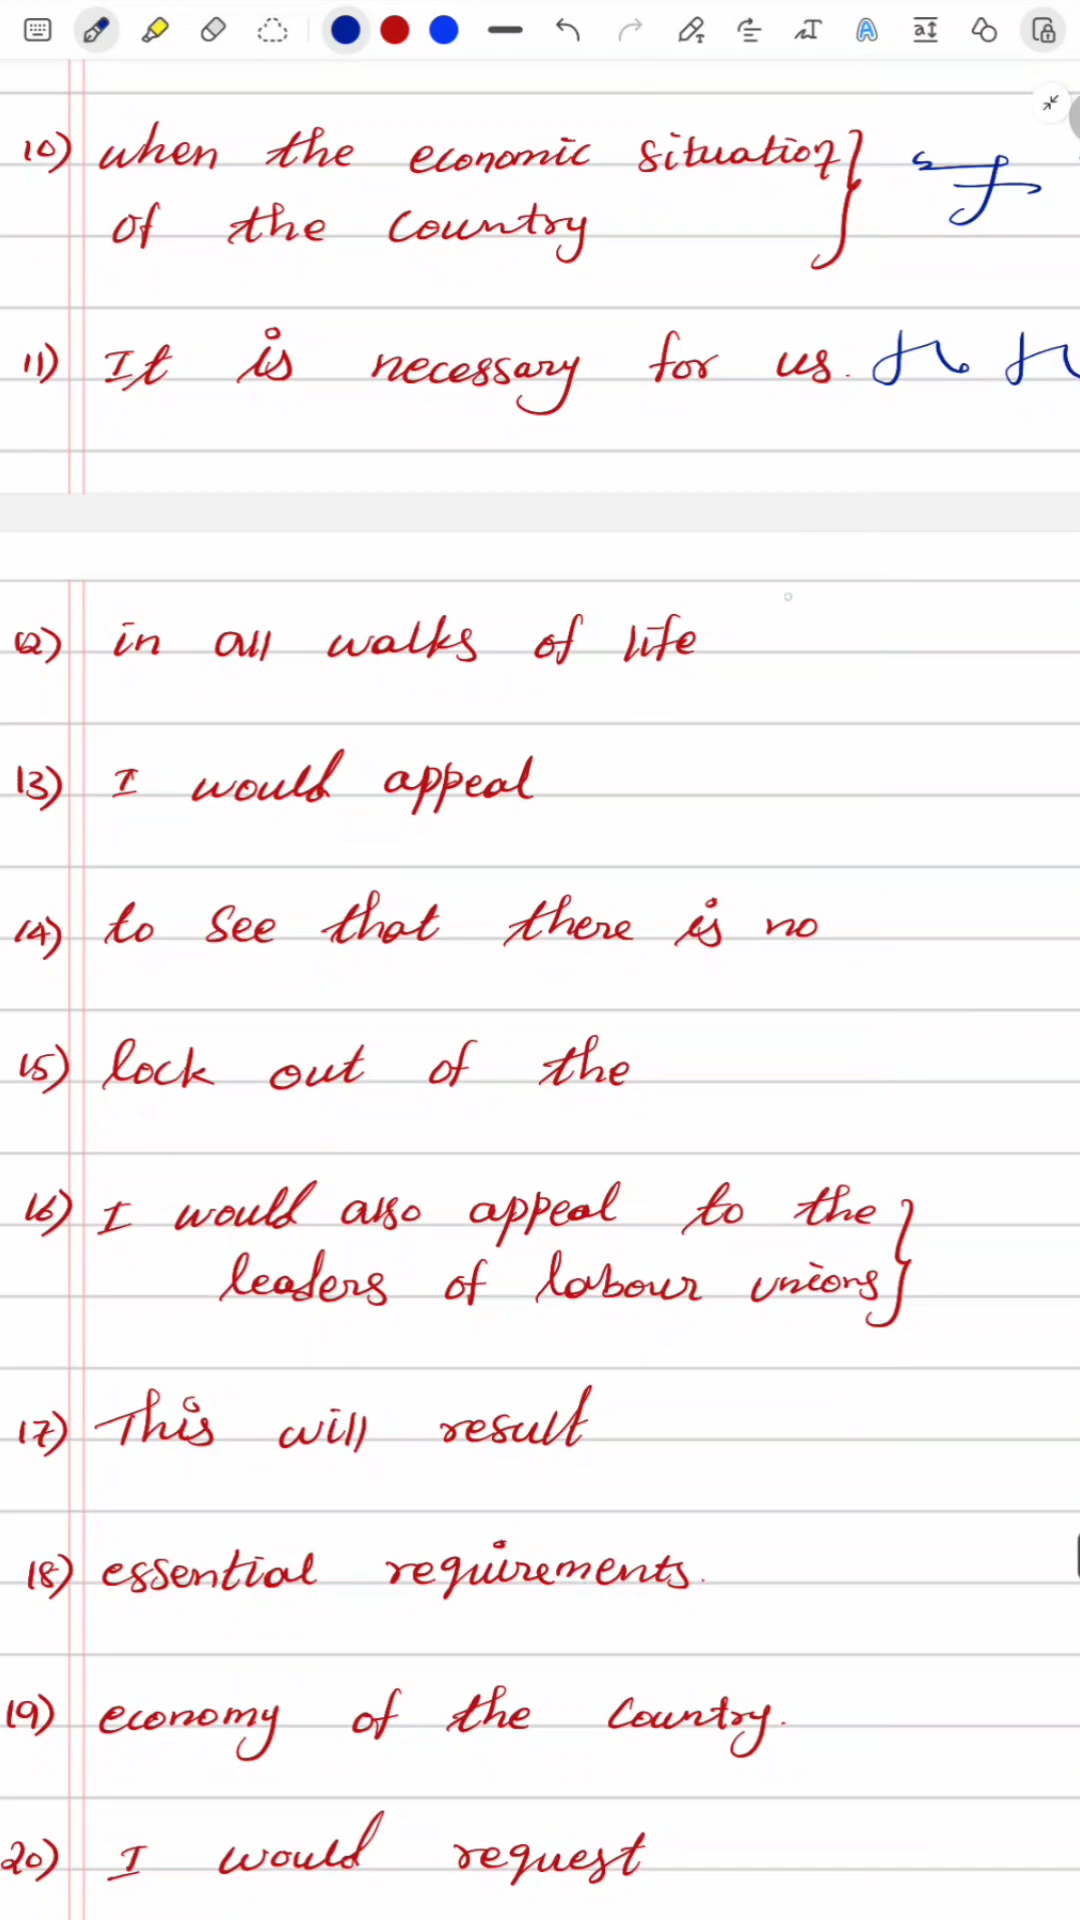 10) when the economic situation
of the country
11) It is necessary for us.
12) in all walks of life
13) I would appeal
14) to see that there is no
15) lock out of the
16) I would also appeal to the
leaders of labour unions
17) This will result
18) essential requirements.
19) economy of the country.
20) I would request